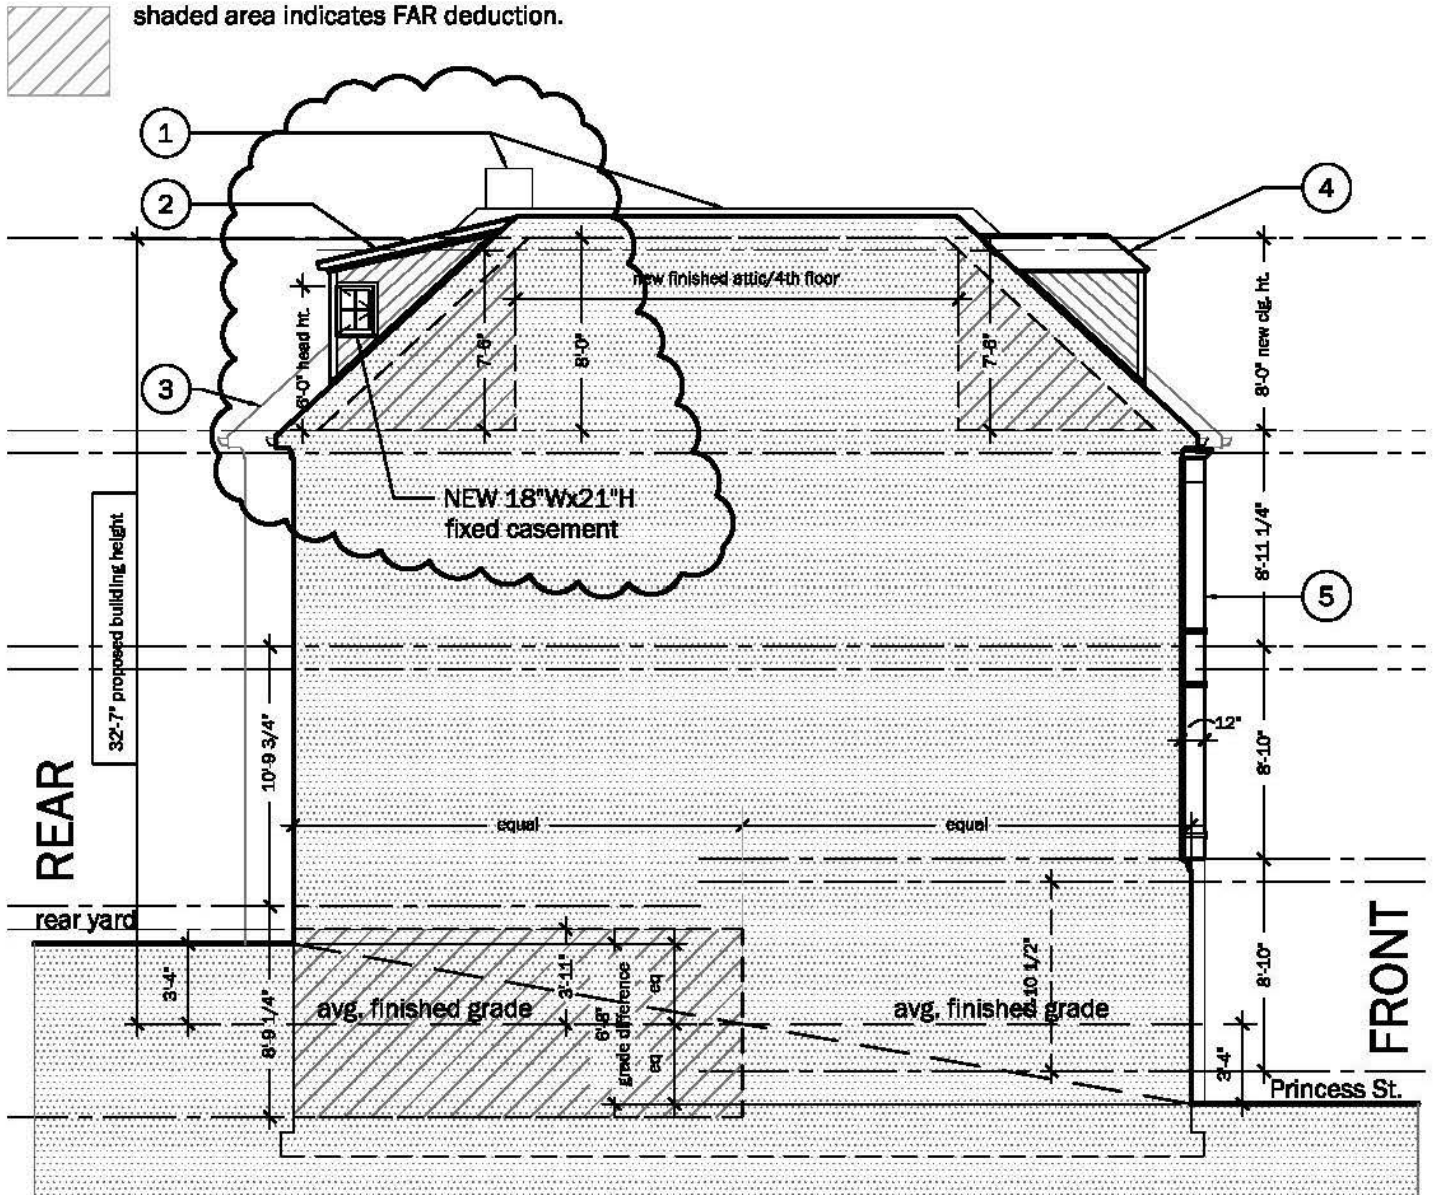 shaded area indicates FAR deduction.
1
2
4
new finished attic/4th floor
6'-0" head ht.
7'-6"
8'-0"
7'-6"
8'-0" new clg. ht.
3
NEW 18"Wx21"H
fixed casement
8'-11 1/4"
5
32'-7" proposed building height
12"
10'-9 3/4"
8'-10"
REAR
equal
equal
rear yard
3'-4"
3'-11"
eq
avg. finished grade
6'-8"
grade difference
eq
8'-9 1/4"
10 1/2"
avg. finished grade
8'-10"
FRONT
3'-4"
Princess St.